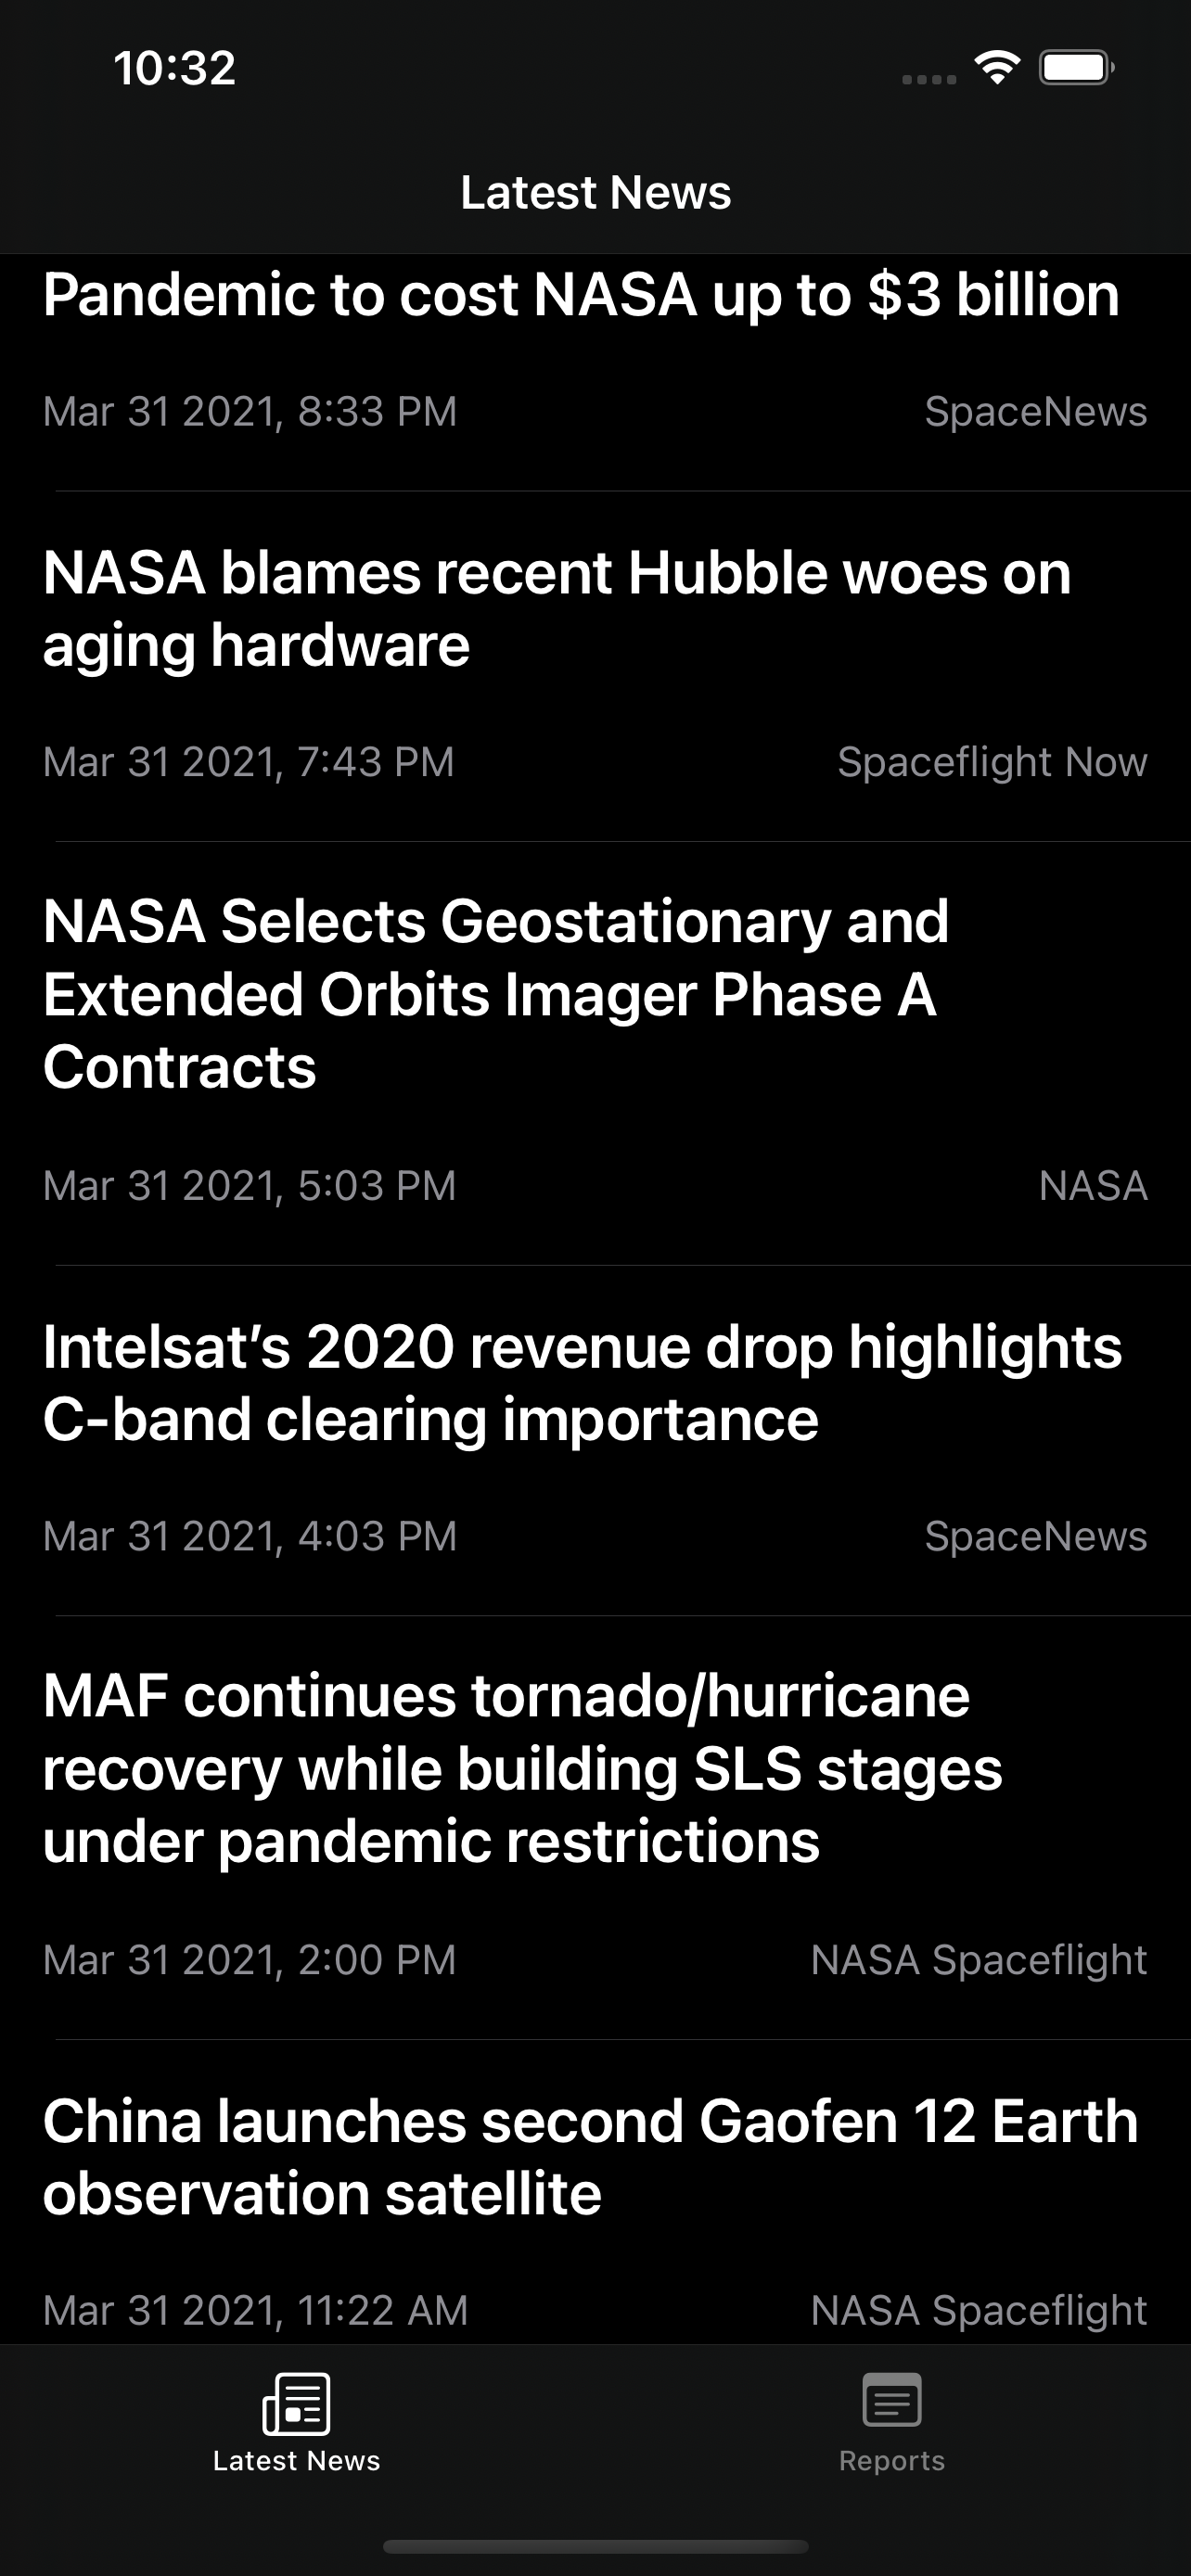 10:32
Latest News
Pandemic to cost NASA up to $3 billion
Mar 31 2021, 8:33 PM SpaceNews
NASA blames recent Hubble woes on
aging hardware
Mar 31 2021, 7:43 PM Spaceflight Now
NASA Selects Geostationary and
Extended Orbits Imager Phase A
Contracts
Mar 31 2021, 5:03 PM NASA
Intelsat’s 2020 revenue drop highlights
C-band clearing importance
Mar 31 2021, 4:03 PM SpaceNews
MAF continues tornado/hurricane
recovery while building SLS stages
under pandemic restrictions
Mar 31 2021, 2:00 PM NASA Spaceflight
China launches second Gaofen 12 Earth
observation satellite
Mar 31 2021, 11:22 AM NASA Spaceflight
Latest News Reports